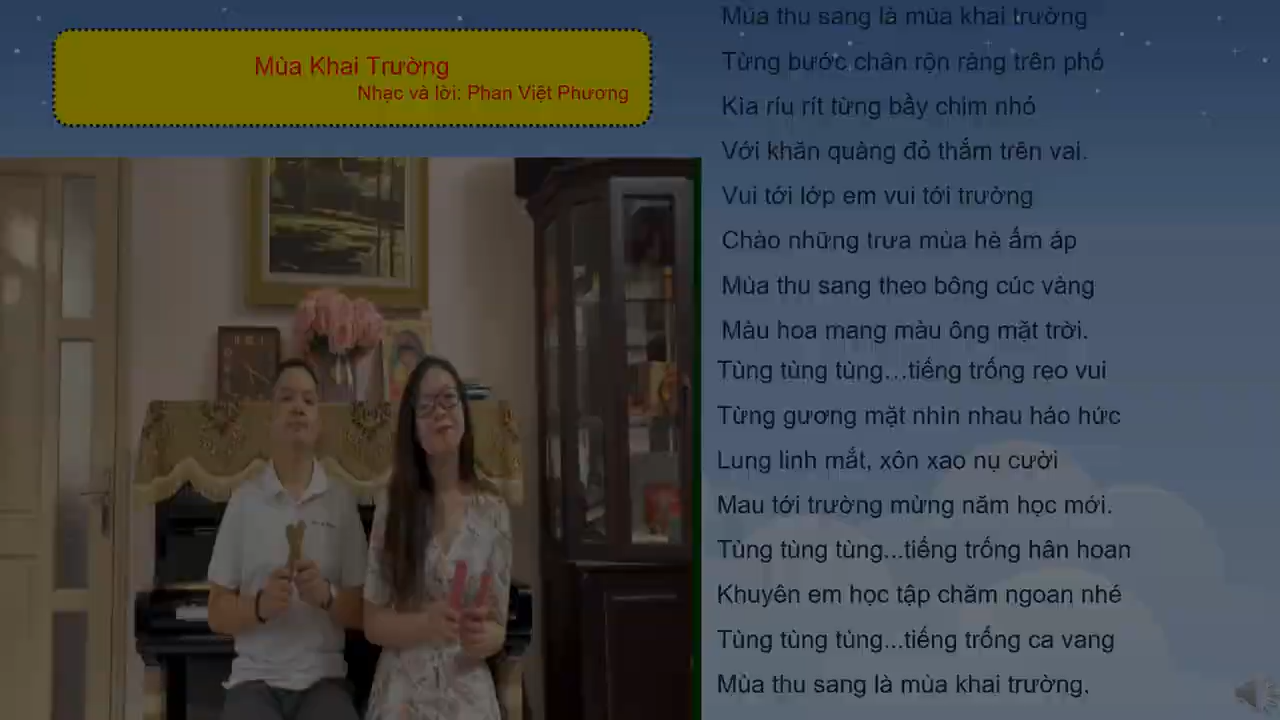 Mùa Khai Trường
Nhạc và lời: Phan Việt Phương
Mùa thu sang là mùa khai trường
Từng bước chân rộn ràng trên phố
Kìa ríu rít từng bầy chim nhỏ
Với khăn quàng đỏ thắm trên vai.
Vui tới lớp em vui tới trường
Chào những trưa mùa hè ấm áp
Mùa thu sang theo bông cúc vàng
Màu hoa mang màu ông mặt trời.
Tùng tùng tùng...tiếng trống reo vui
Từng gương mặt nhìn nhau háo hức
Lung linh mắt, xôn xao nụ cười
Mau tới trường mừng năm học mới.
Tùng tùng tùng...tiếng trống hân hoan
Khuyên em học tập chăm ngoan nhé
Tùng tùng tùng...tiếng trống ca vang
Mùa thu sang là mùa khai trường.